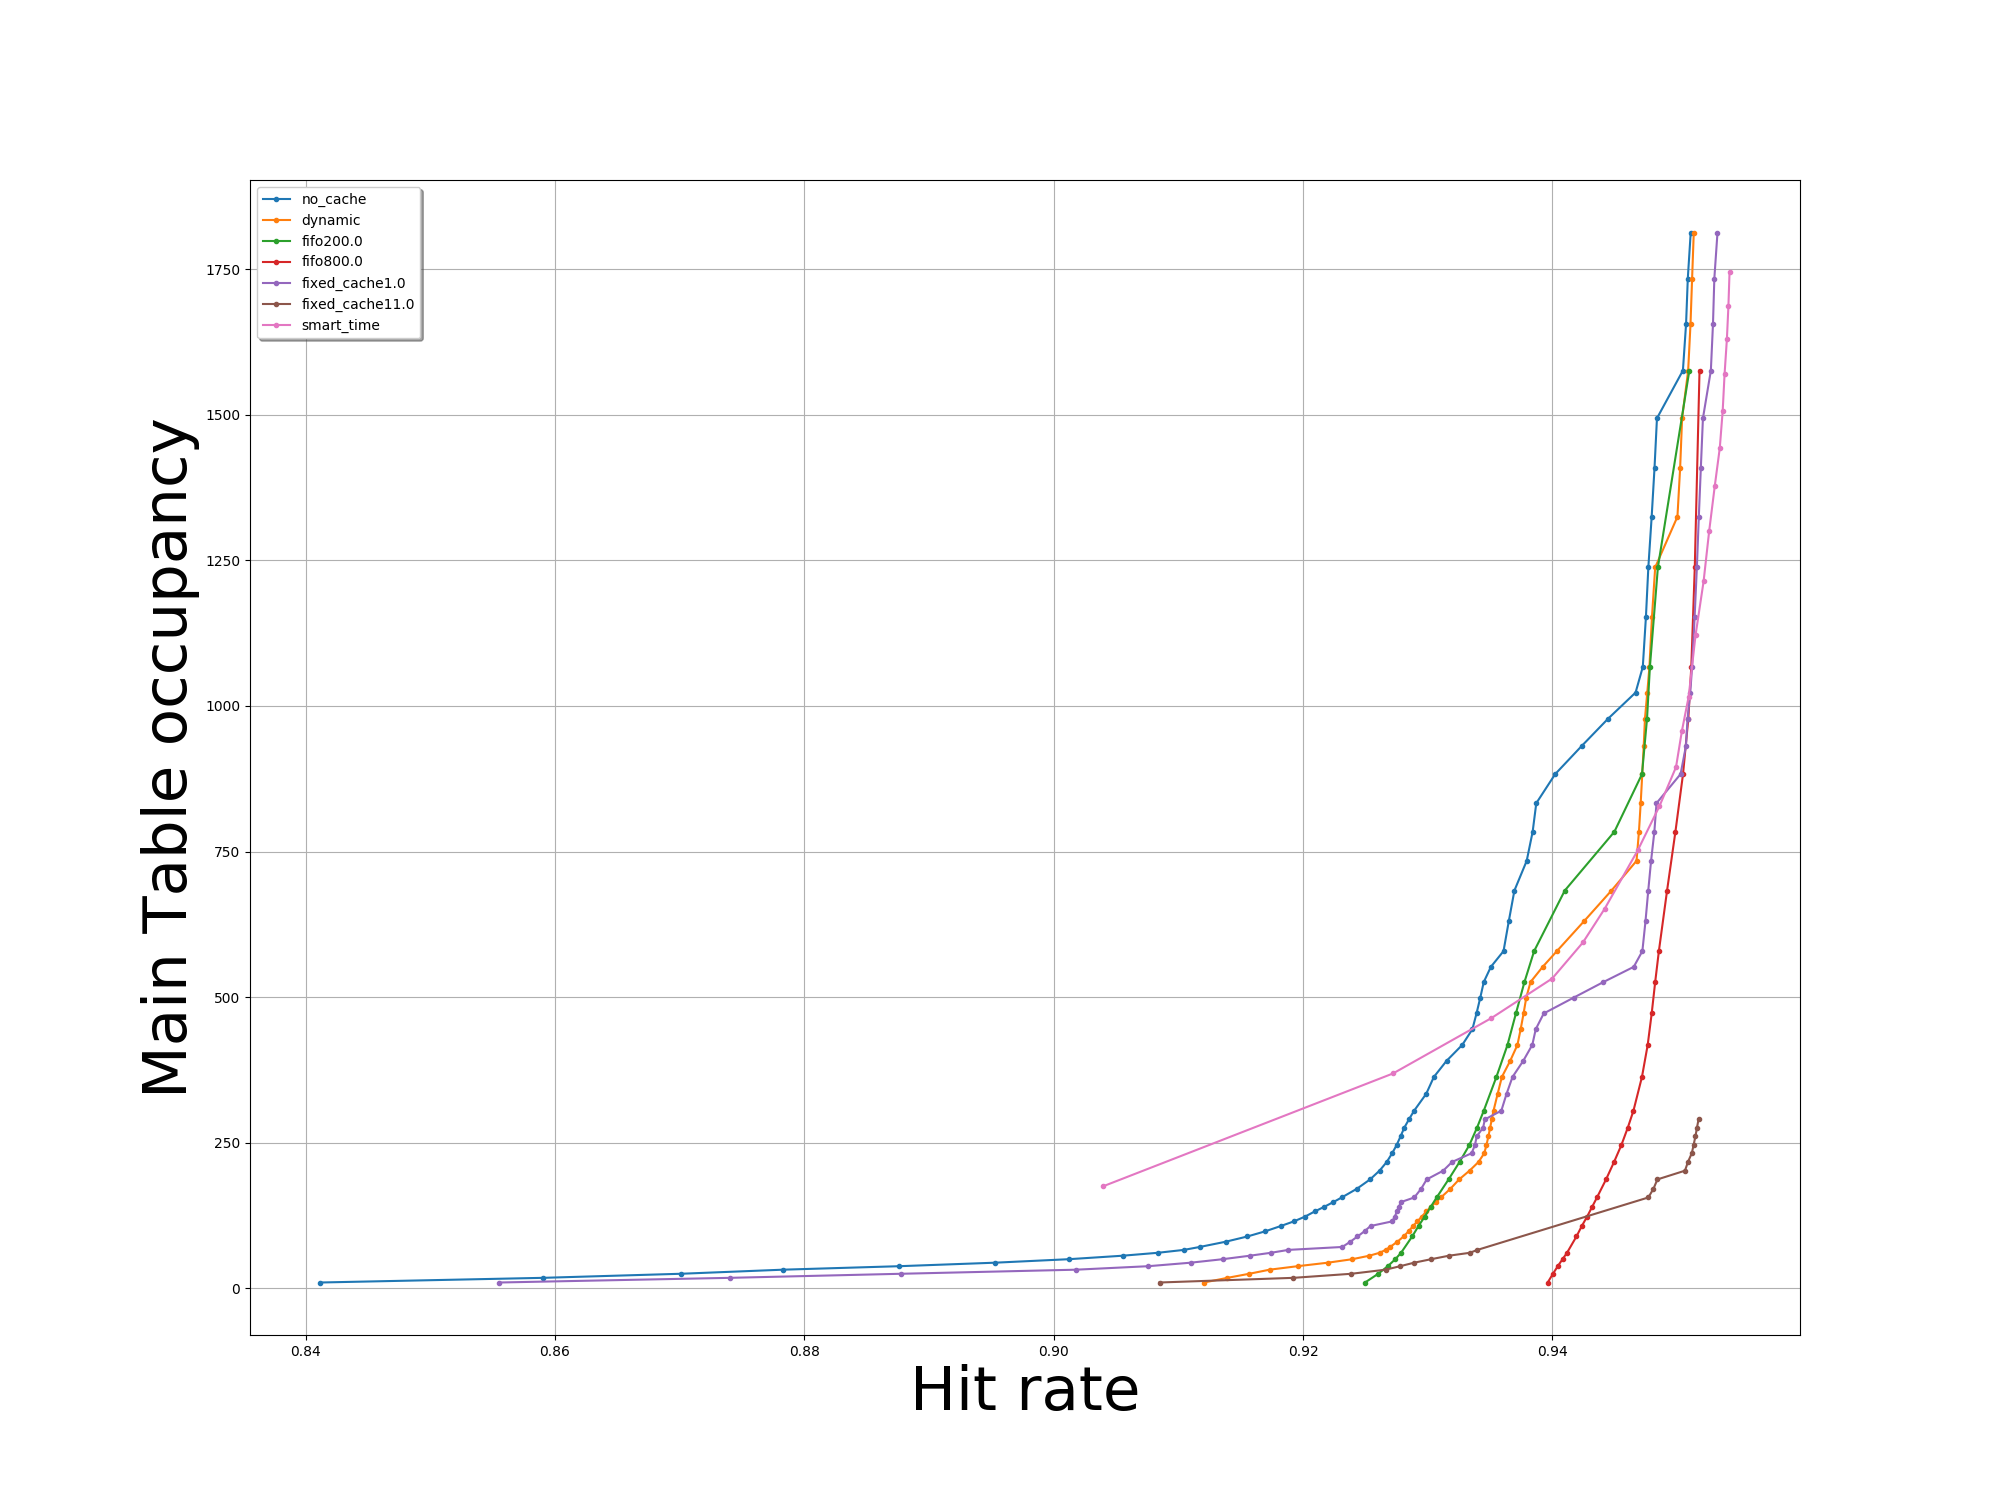 no_cache
dynamic
fifo200.0
fifo800.0
fixed_cache1.0
fixed_cache11.0
smart_time
1750
1500
1250
1000
750
500
250
0
Main Table occupancy
0.84 0.86 0.88 0.90 0.92 0.94
Hit rate